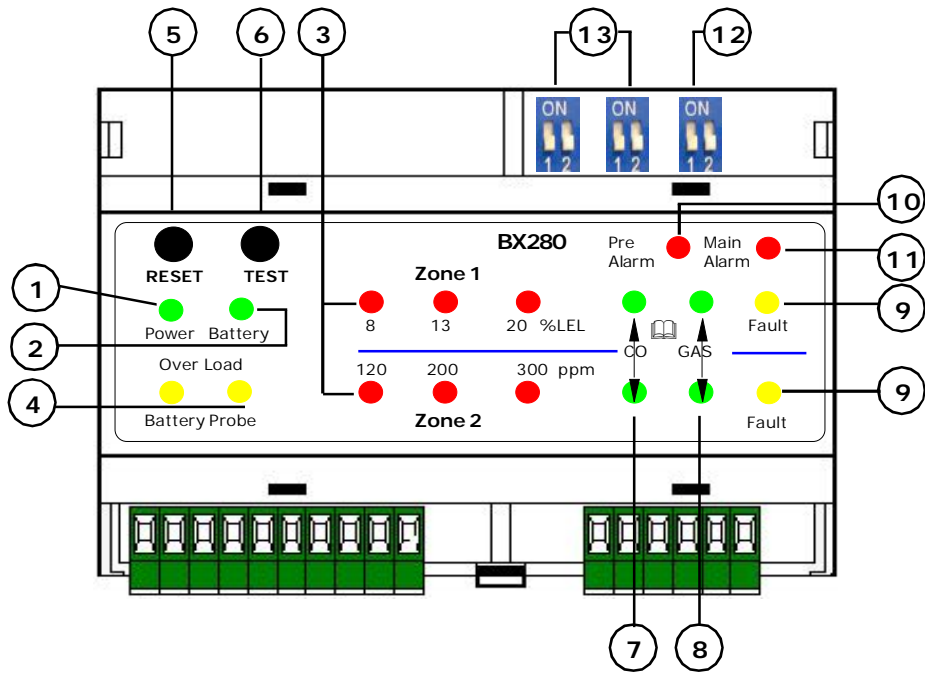 5 6 3 13 12
ON ON ON
1 2 1 2 1 2
10
BX280 Pre Alarm Main Alarm
11
RESET TEST
Zone 1
1
8 13 20 %LEL
9
Power Battery
Fault
2
CO GAS
Over Load
120 200 300 ppm
9
4
Battery Probe
Zone 2
Fault
7 8